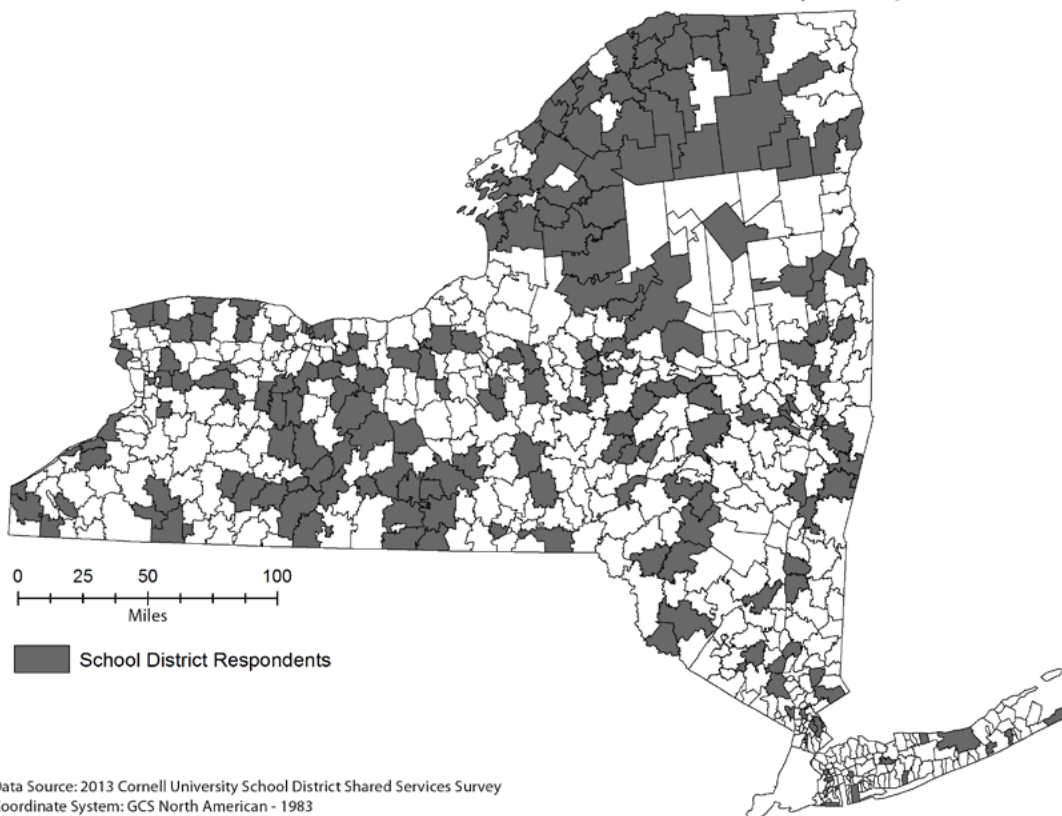 0 25 50 100
Miles
School District Respondents
ata Source: 2013 Cornell University School District Shared Services Survey
oordinate System: GCS North American - 1983